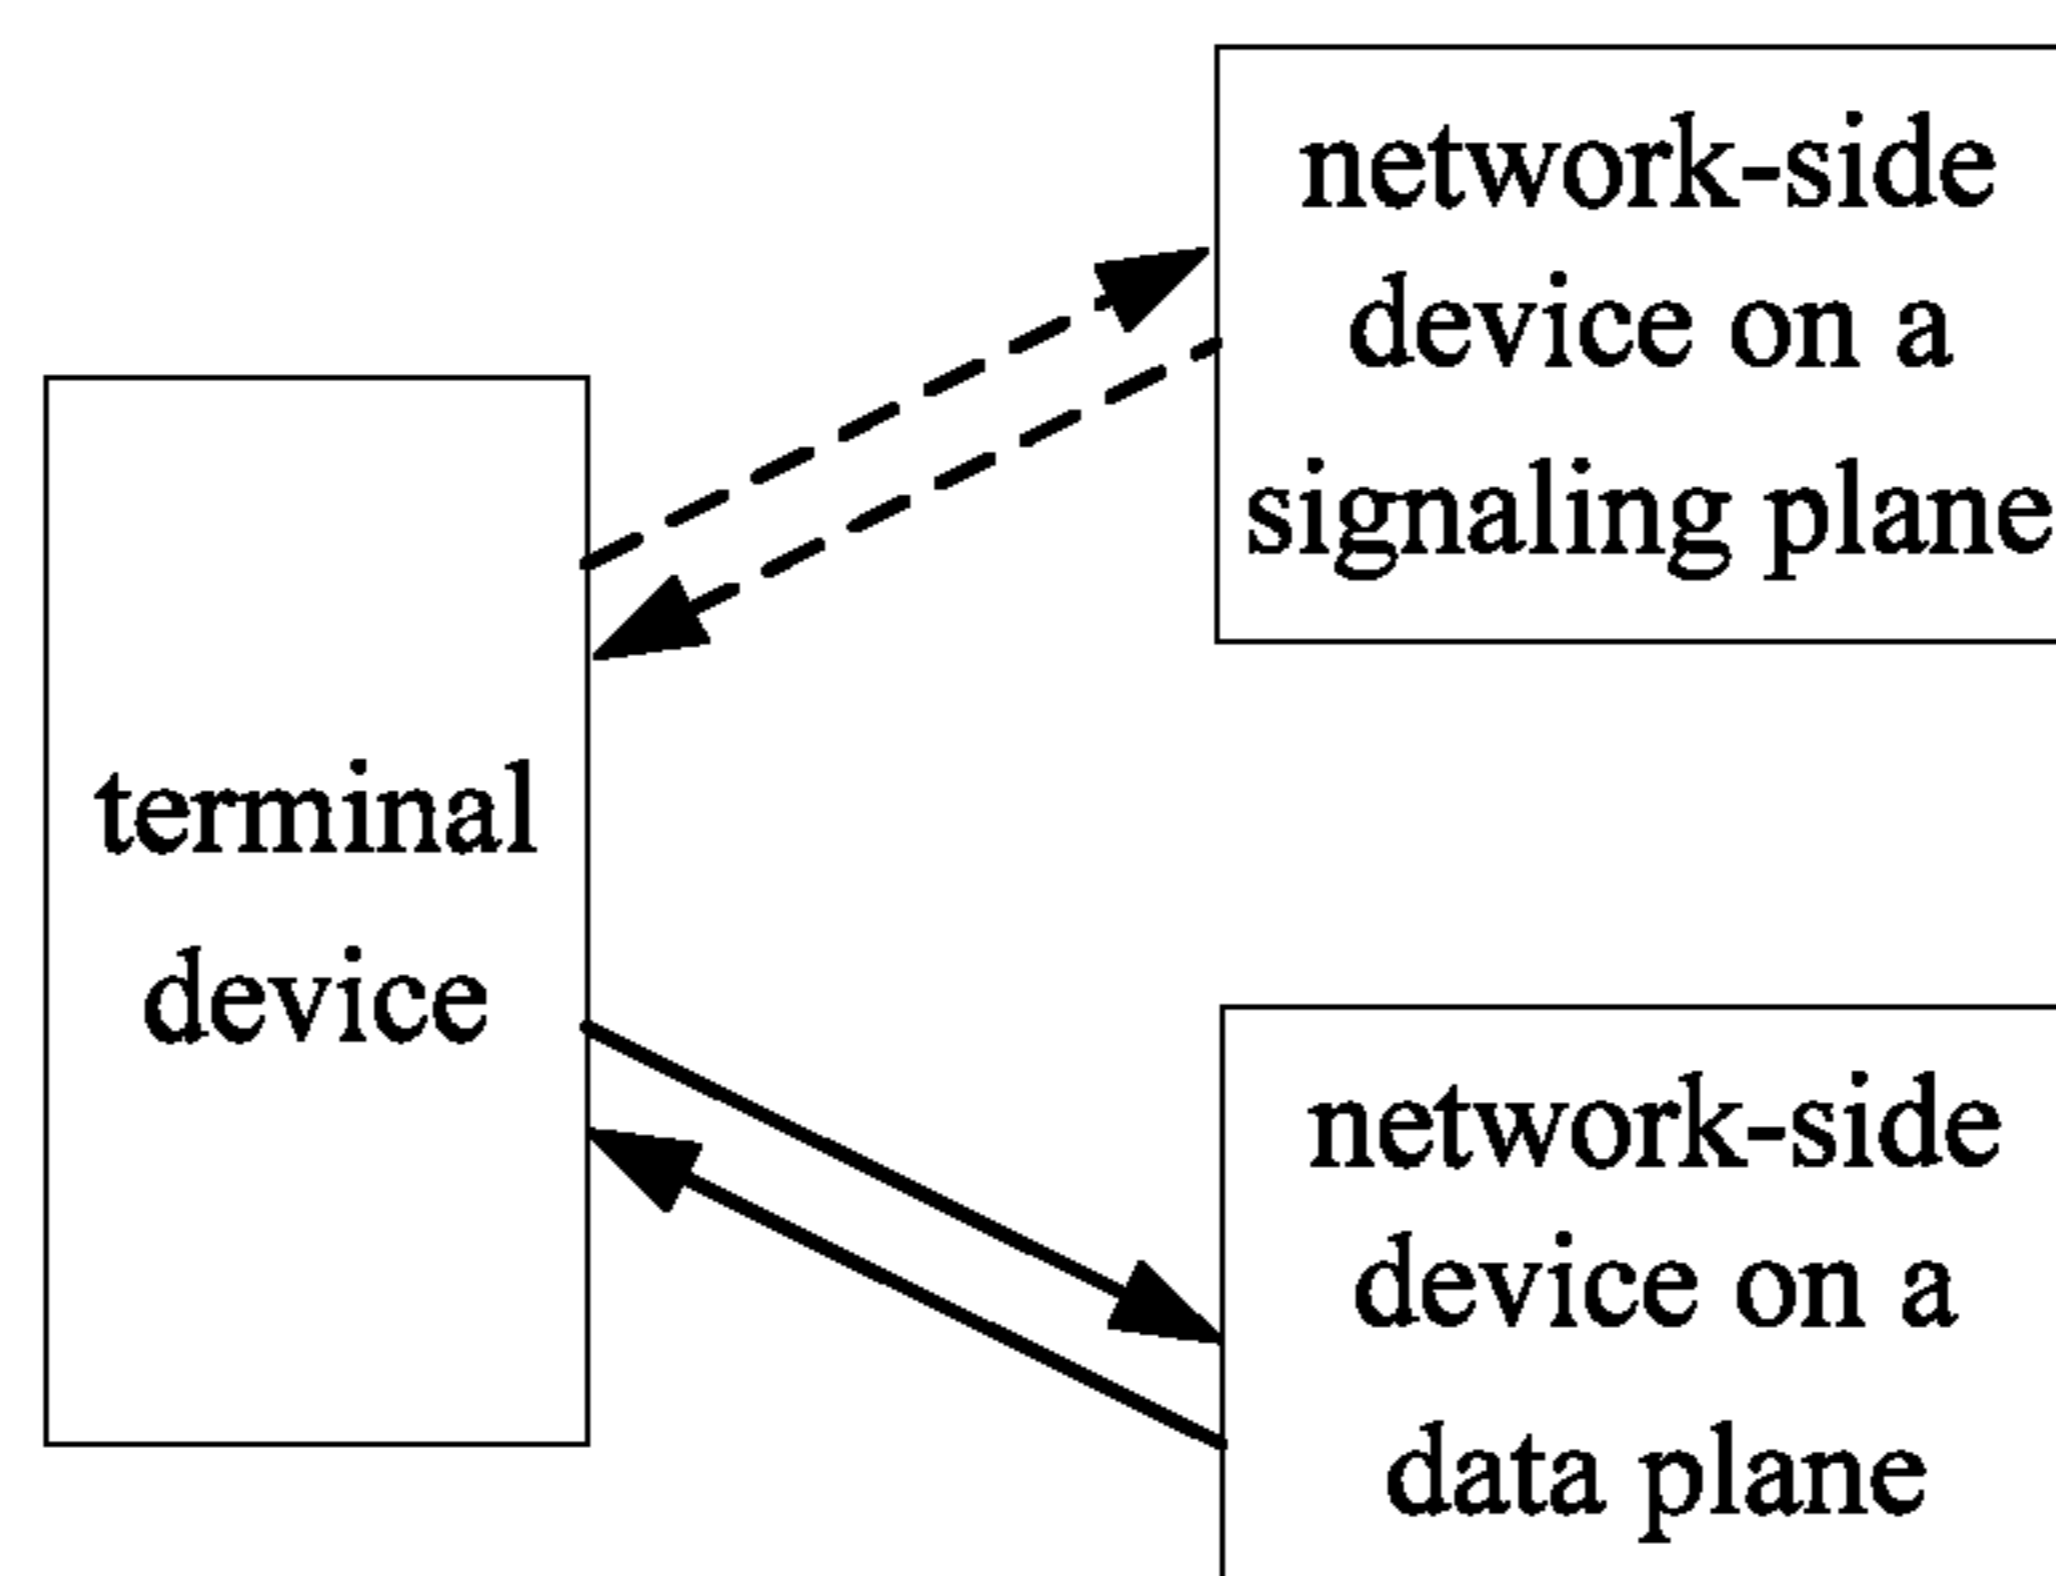 network-side
device on a
signaling plane
terminal
device
network-side
device on a
data plane